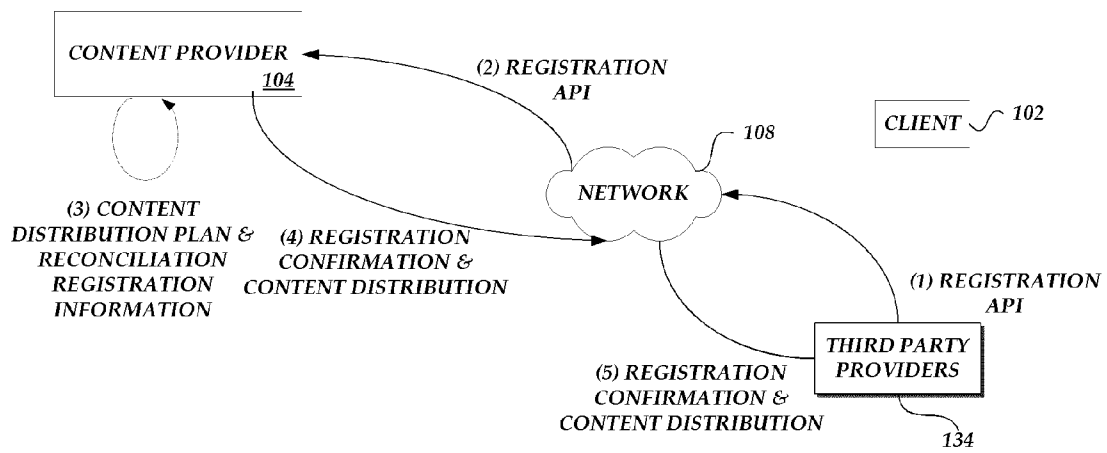 CONTENT PROVIDER
104
(2) REGISTRATION
API
CLIENT
102
108
NETWORK
(3) CONTENT
DISTRIBUTION PLAN &
RECONCILIATION
REGISTRATION
INFORMATION
(4) REGISTRATION
CONFIRMATION &
CONTENT DISTRIBUTION
(1) REGISTRATION
API
THIRD PARTY
PROVIDERS
(5) REGISTRATION
CONFIRMATION &
CONTENT DISTRIBUTION
134